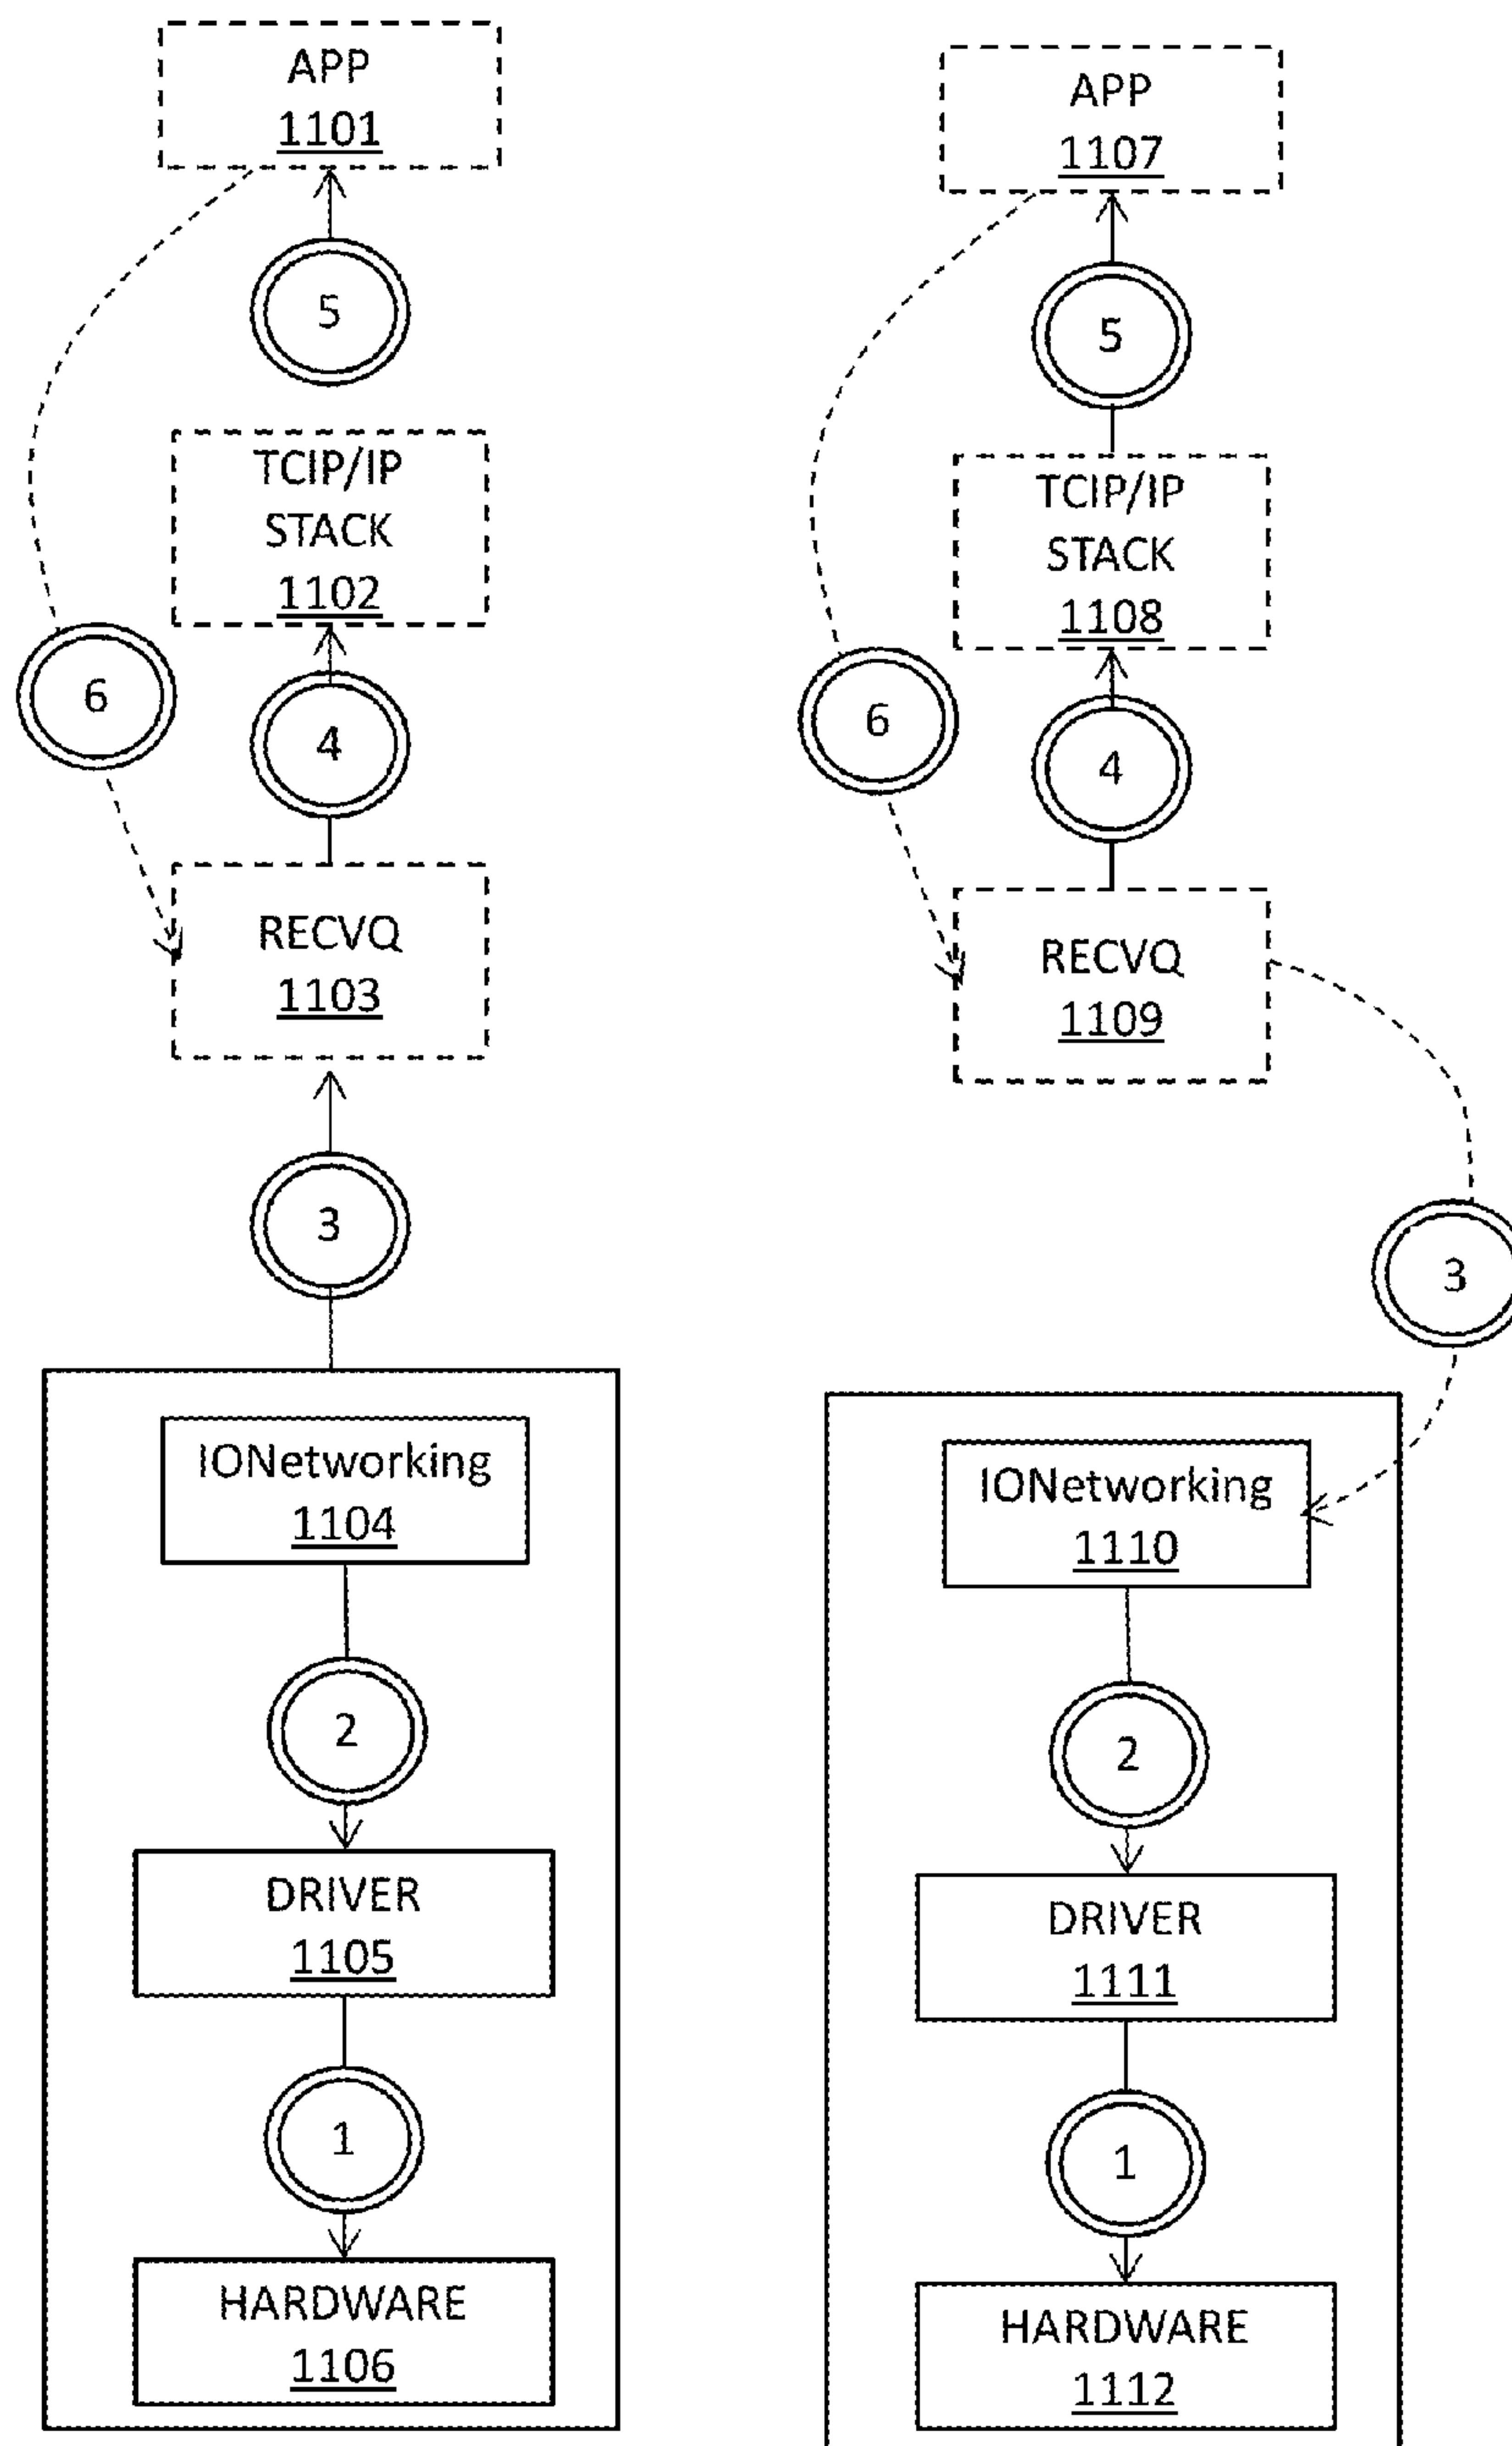 APP
1101
5
TCIP/IP
STACK
1102
6
4
RECVQ
1103
3
IONetworking
1104
2
DRIVER
1105
1
HARDWARE
1106
APP
1107
5
TCIP/IP
STACK
1108
6
4
RECVQ
1109
3
IONetworking
1110
2
DRIVER
1111
1
HARDWARE
1112